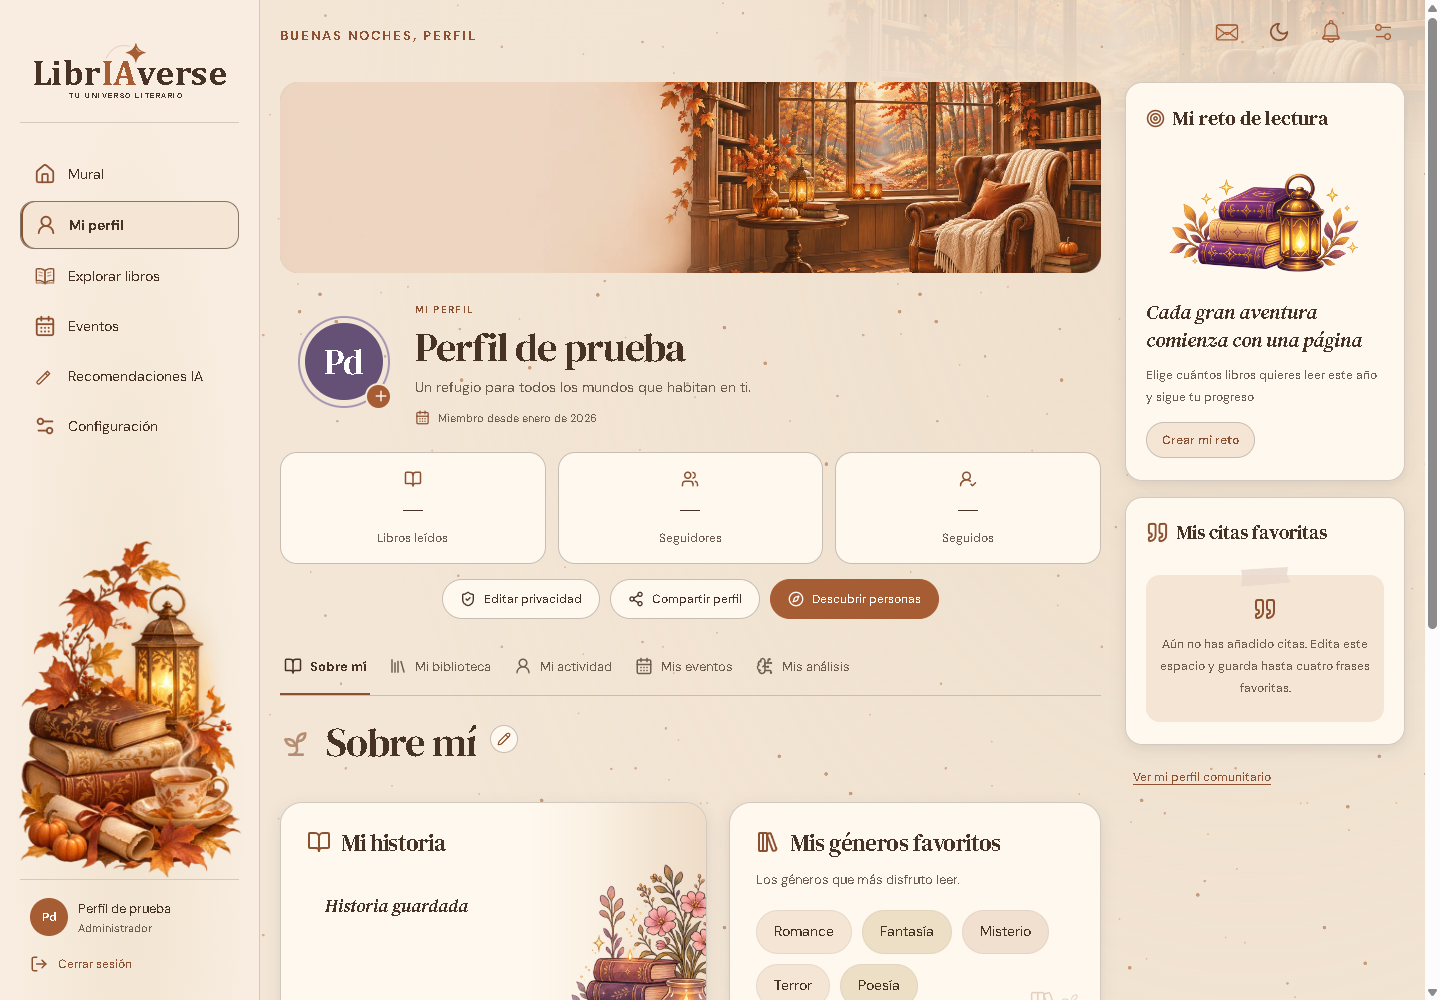 LibrIAverse
TU UNIVERSO LITERARIO
Mural
Mi perfil
Explorar libros
Eventos
Recomendaciones IA
Configuración
Pd
Perfil de prueba
Administrador
Cerrar sesión
BUENAS NOCHES, PERFIL
MI PERFIL
Pd
Perfil de prueba
Un refugio para todos los mundos que habitan en ti.
Miembro desde enero de 2026
—
Libros leídos
—
Seguidores
—
Seguidos
Editar privacidad
Compartir perfil
Descubrir personas
Sobre mí
Mi biblioteca
Mi actividad
Mis eventos
Mis análisis
Sobre mí
Mi historia
Historia guardada
Mis géneros favoritos
Los géneros que más disfruto leer.
Romance
Fantasía
Misterio
Terror
Poesía
Mi reto de lectura
Cada gran aventura
comienza con una página
Elige cuántos libros quieres leer este año
y sigue tu progreso
Crear mi reto
Mis citas favoritas
Aún no has añadido citas. Edita este
espacio y guarda hasta cuatro frases
favoritas.
Ver mi perfil comunitario